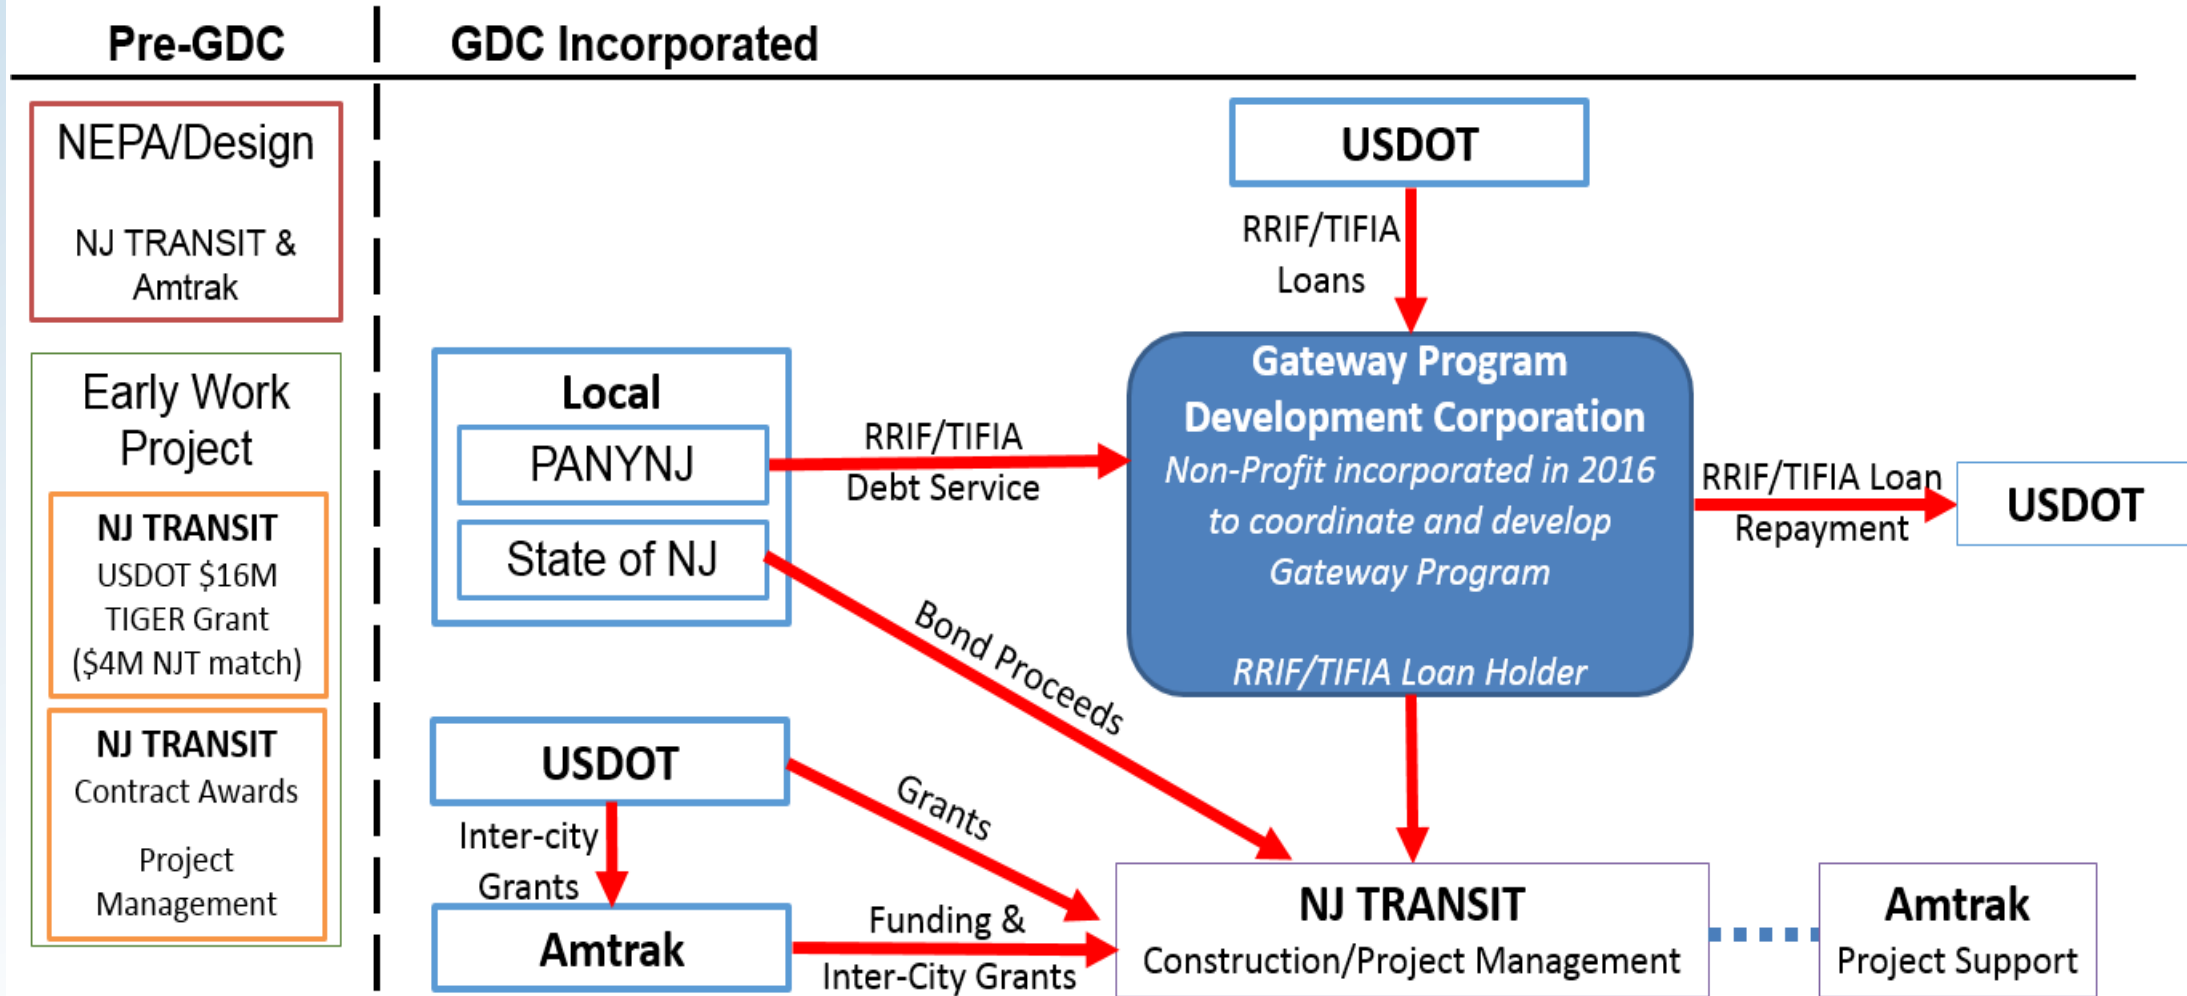 Pre-GDC
GDC Incorporated
NEPA/Design
NJ TRANSIT &
Amtrak
Early Work
Project
NJ TRANSIT
USDOT $16M
TIGER Grant
($4M NJT match)
NJ TRANSIT
Contract Awards
Project
Management
USDOT
RRIF/TIFIA
Loans
Local
PANYNJ
State of NJ
RRIF/TIFIA
Debt Service
Gateway Program
Development Corporation
Non-Profit incorporated in 2016
to coordinate and develop
Gateway Program
RRIF/TIFIA Loan Holder
RRIF/TIFIA Loan
Repayment
USDOT
Bond Proceeds
USDOT
Grants
Inter-city
Grants
Amtrak
Funding &
Inter-City Grants
NJ TRANSIT
Construction/Project Management
Amtrak
Project Support